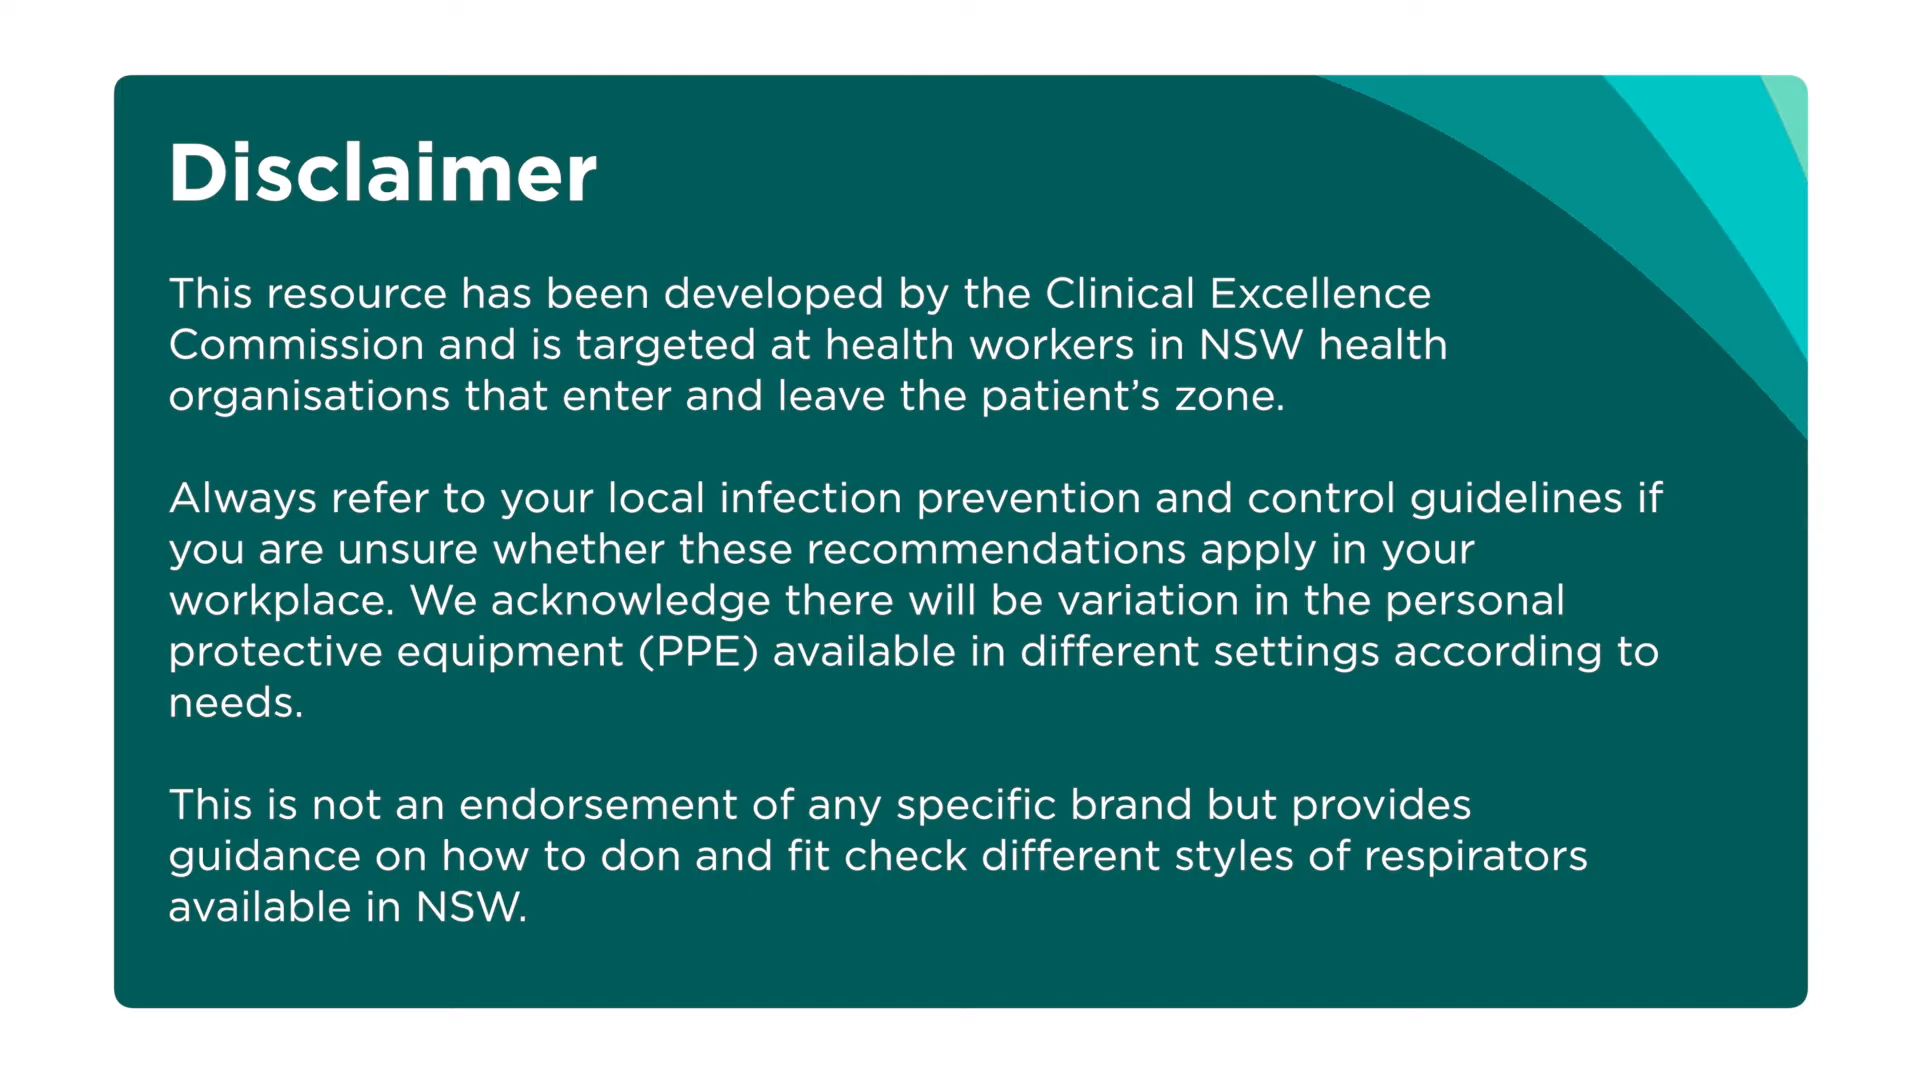 Disclaimer
This resource has been developed by the Clinical Excellence
Commission and is targeted at health workers in NSW health
organisations that enter and leave the patient’s zone.
Always refer to your local infection prevention and control guidelines if
you are unsure whether these recommendations apply in your
workplace. We acknowledge there will be variation in the personal
protective equipment (PPE) available in different settings according to
needs.
This is not an endorsement of any specific brand but provides
guidance on how to don and fit check different styles of respirators
available in NSW.